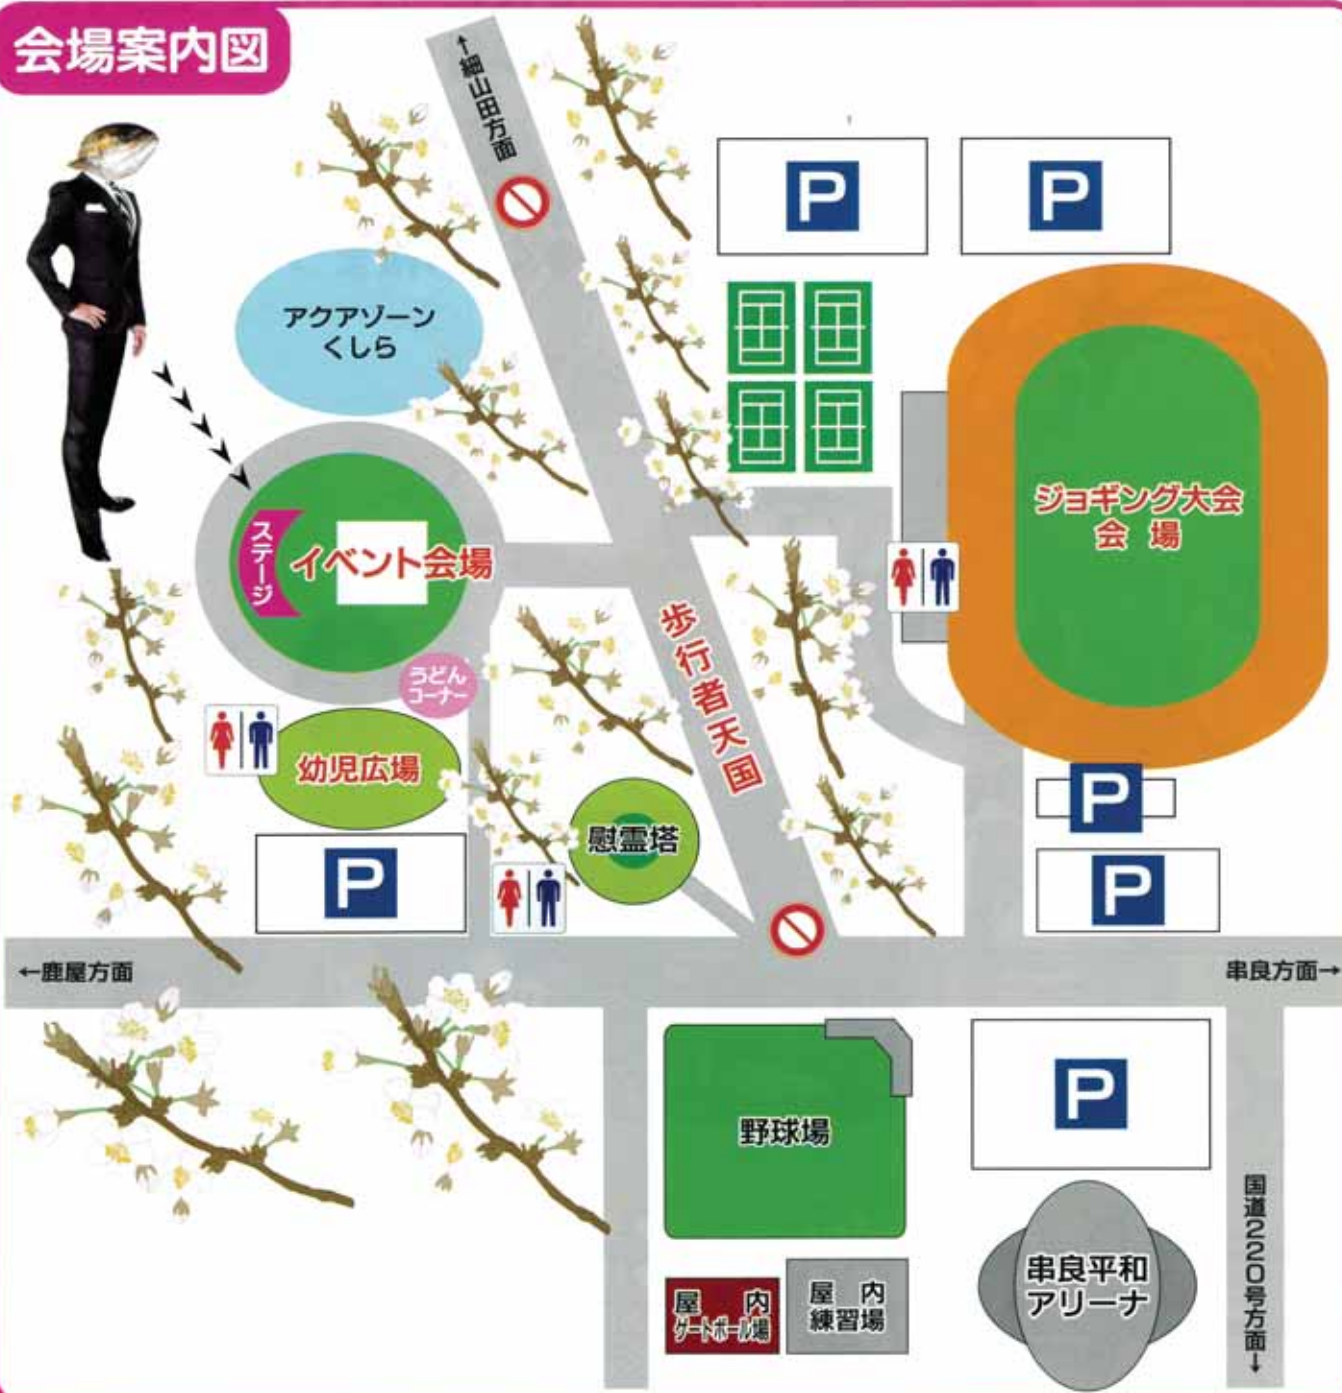 会場案内図
↑細山田方面
P
P
アクアゾーン
くしら
ステージ
イベント会場
ジョギング大会
会 場
歩行者天国
うどん
コーナー
幼児広場
慰霊塔
P
P
P
←鹿屋方面
串良方面→
野球場
P
屋 内
ゲートボール場
屋 内
練習場
串良平和
アリーナ
国道220号方面→